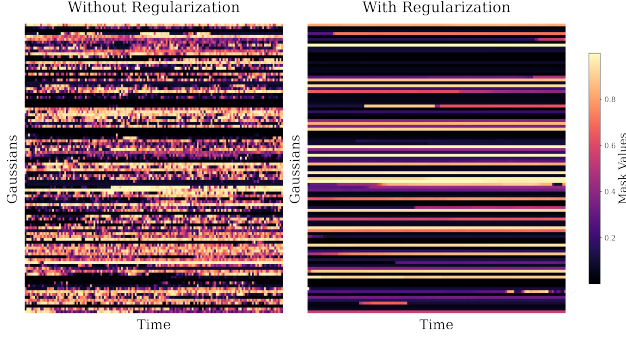 Without Regularization
With Regularization
Gaussians
Time
Gaussians
Time
0.8
0.6
0.4
0.2
Mask Values